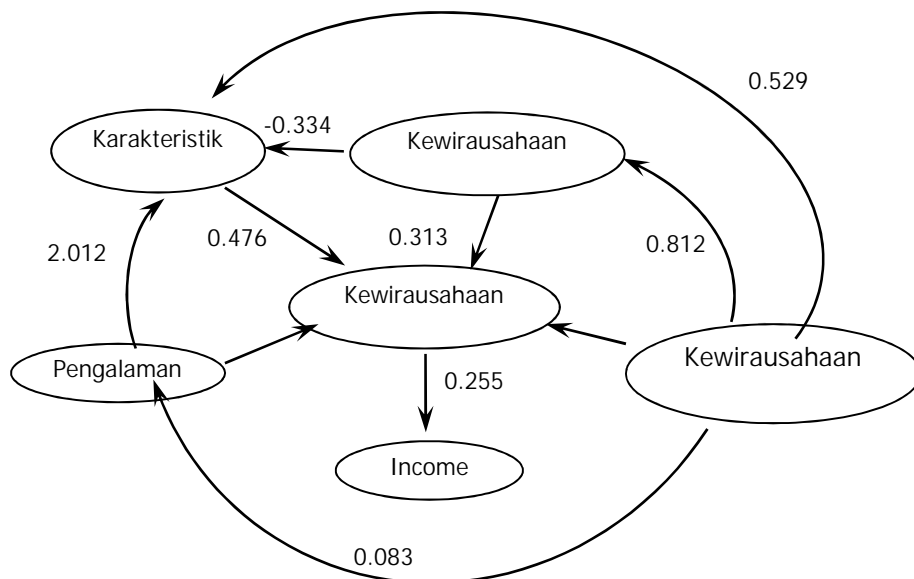 0.529
-0.334
Karakteristik
Kewirausahaan
2.012
0.476
0.313
0.812
Kewirausahaan
Kewirausahaan
Pengalaman
0.255
Income
0.083